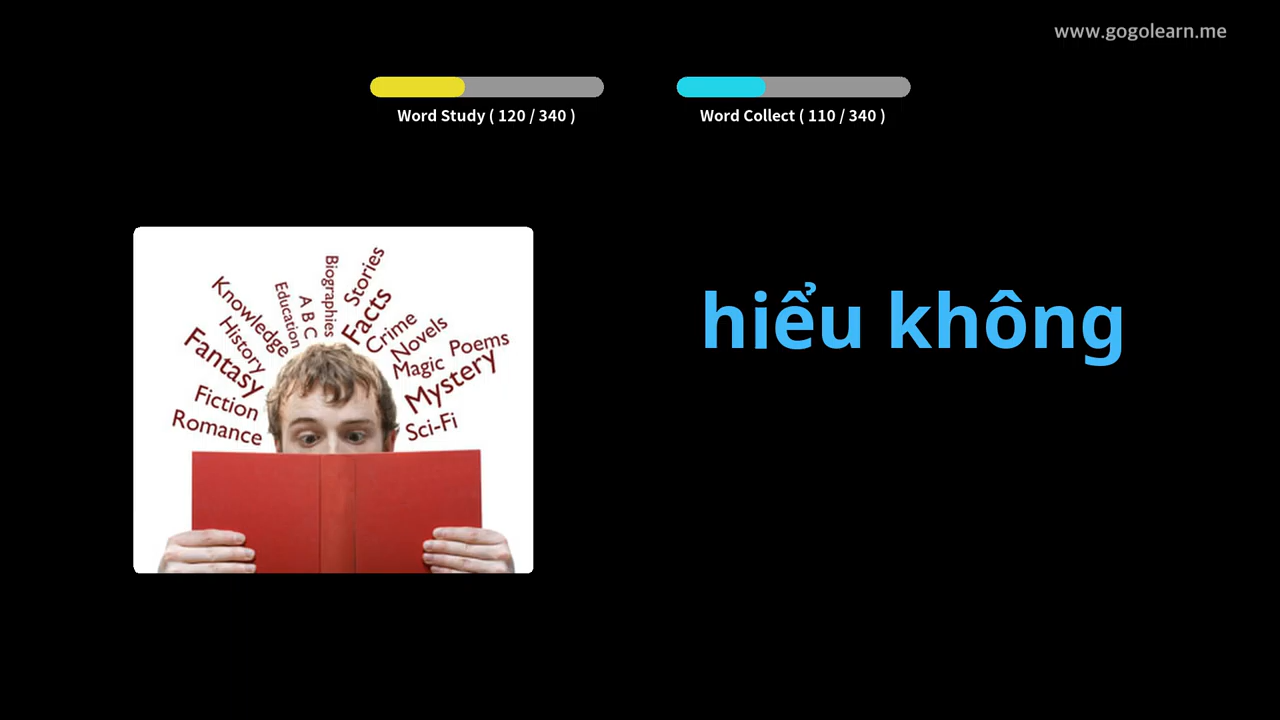 www.gogolearn.me
Word Study ( 120 / 340 )
Word Collect ( 110 / 340 )
Knowledge
History
Education
A B C
Biographies
Stories
Facts
Crime
Novels
Poems
Magic
Mystery
Fantasy
Fiction
Romance
Sci-Fi
hiểu không